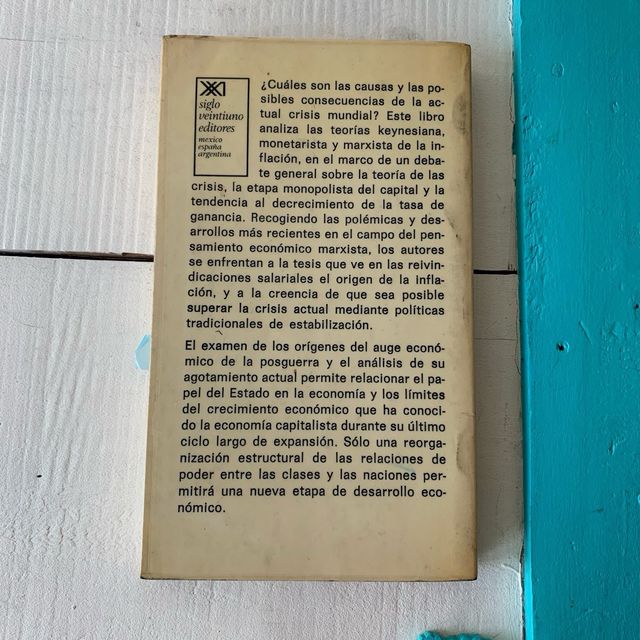 XXI
siglo
veintiuno
editores
mexico
españa
argentina
¿Cuáles son las causas y las po-
sibles consecuencias de la ac-
tual crisis mundial? Este libro
analiza las teorías keynesiana,
monetarista y marxista de la in-
flación, en el marco de un deba-
te general sobre la teoría de las
crisis, la etapa monopolista del capital y la
tendencia al decrecimiento de la tasa de
ganancia. Recogiendo las polémicas y des-
arrollos más recientes en el campo del pen-
samiento económico marxista, los autores
se enfrentan a la tesis que ve en las reivin-
dicaciones salariales el origen de la infla-
ción, y a la creencia de que sea posible
superar la crisis actual mediante políticas
tradicionales de estabilización.
El examen de los orígenes del auge econó-
mico de la posguerra y el análisis de su
agotamiento actual permite relacionar el pa-
pel del Estado en la economía y los límites
del crecimiento económico que ha conoci-
do la economía capitalista durante su último
ciclo largo de expansión. Sólo una reorga-
nización estructural de las relaciones de
poder entre las clases y las naciones per-
mitirá una nueva etapa de desarrollo eco-
nómico.